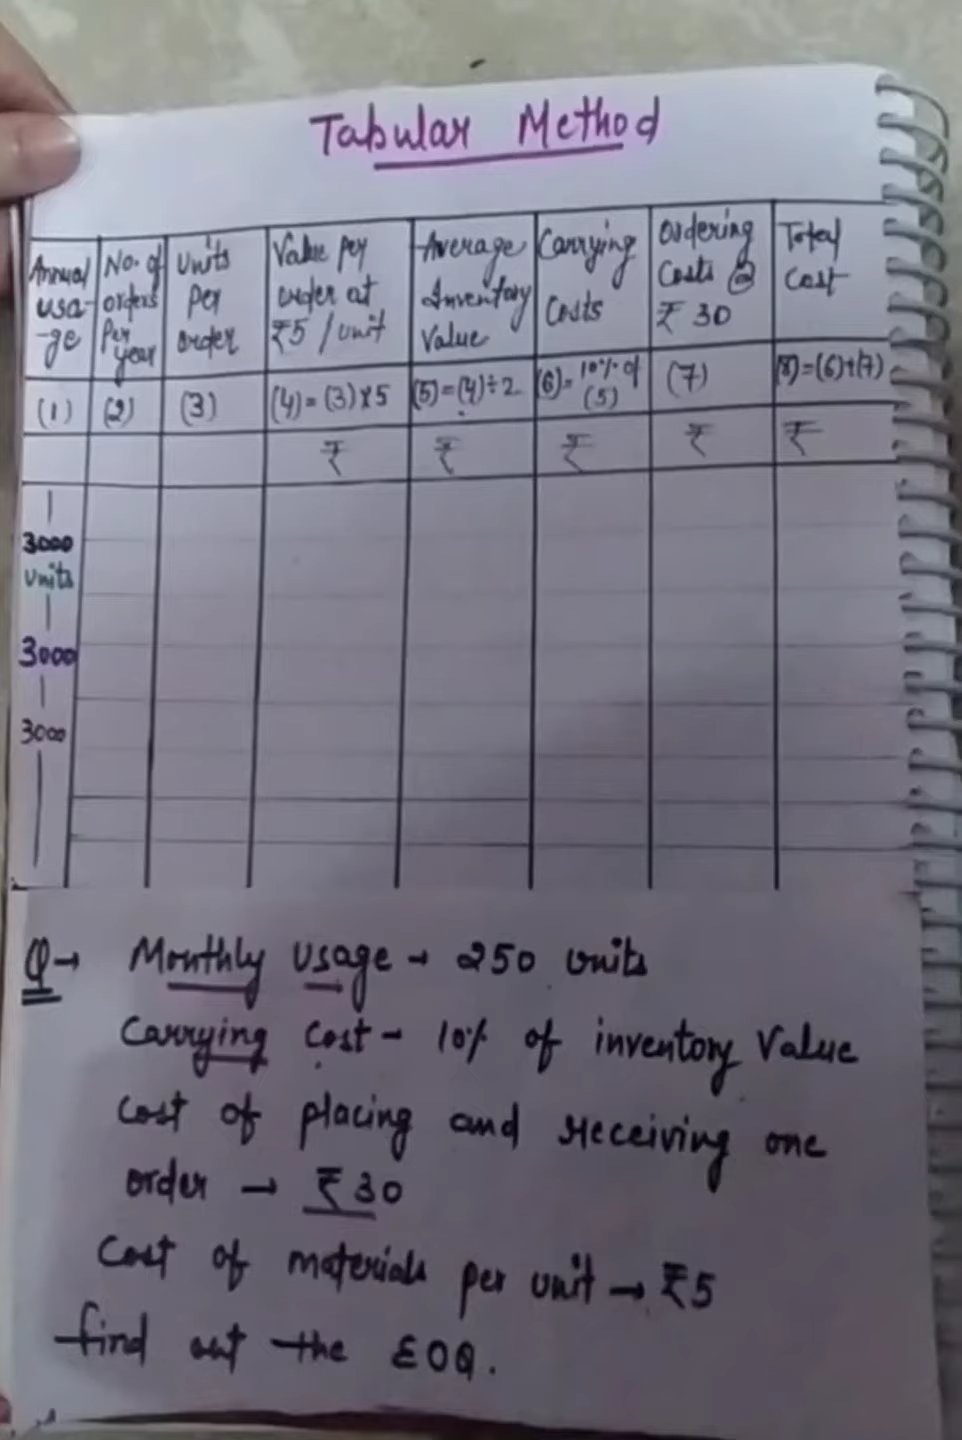 Tabular Method
Annual usa-ge
No. of orders Per year
Units Per order
Value per order at ₹5 / unit
Average Inventory Value
Carrying Costs
Ordering Costs @ ₹ 30
Total Cost
(1)
(2)
(3)
(4) = (3) x 5
(5) = (4) ÷ 2
(6) = 10% of (5)
(7)
(8) = (6) + (7)
₹
₹
₹
₹
₹
3000
Units
3000
3000
Q→ Monthly Usage → 250 units
Carrying Cost - 10% of inventory Value
Cost of placing and receiving one
order → ₹30
Cost of materials per unit → ₹5
find out the EOQ.